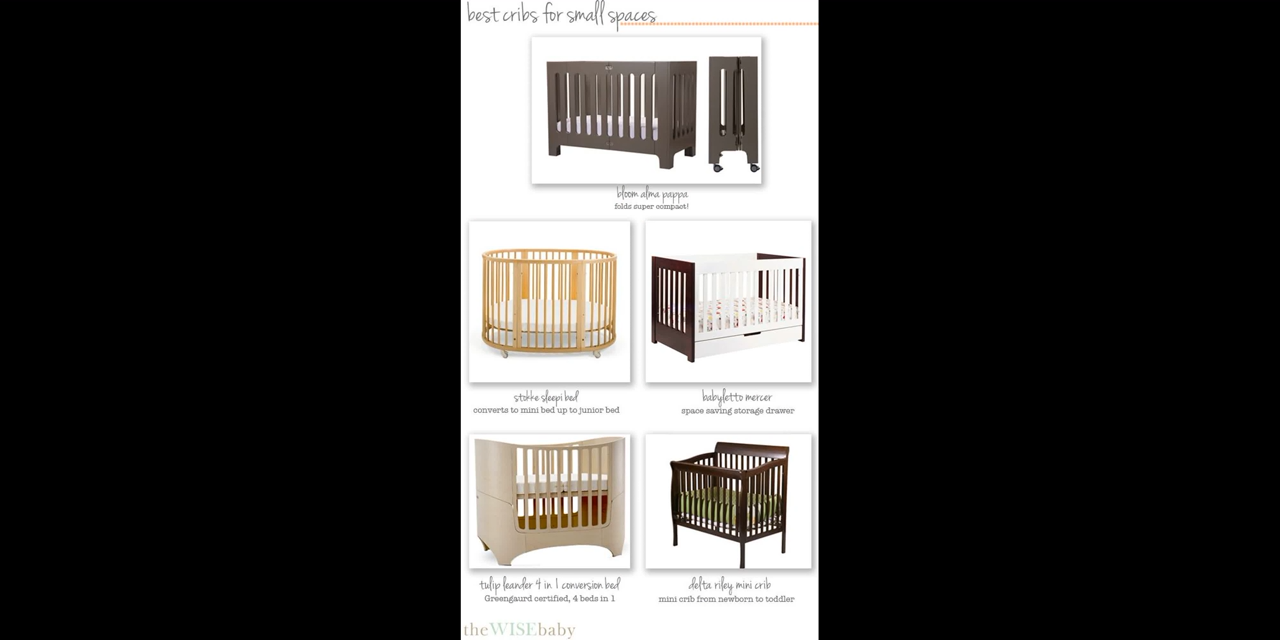 best cribs for small spaces
bloom alma pappa
folds super compact!
stokke sleepi bed
converts to mini bed up to junior bed
babyletto mercer
space saving storage drawer
tulip leander 4 in 1 conversion bed
Greengaurd certified, 4 beds in 1
delta riley mini crib
mini crib from newborn to toddler
theWISEbaby